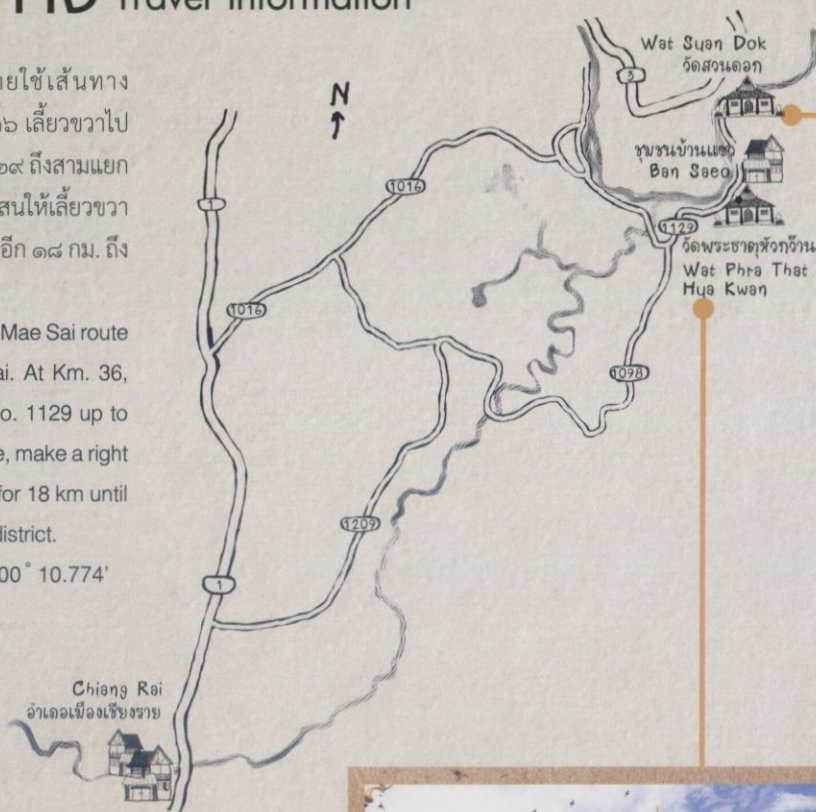 Travel Information
ายใช้เส้นทาง
๖ เลี้ยวขวาไป
๒๙ ถึงสามแยก
สนให้เลี้ยวขวา
อีก ๑๘ กม. ถึง
Mae Sai route
ai. At Km. 36,
o. 1129 up to
e, make a right
for 18 km until
district.
00° 10.774'
N
Wat Suan Dok
วัดสวนดอก
3
ชุมชนบ้านแซว
Ban Saeo
1129
วัดพระธาตุหัวกว๊าน
Wat Phra That
Hua Kwan
1016
1
1016
1098
1209
1
Chiang Rai
อำเภอเมืองเชียงราย